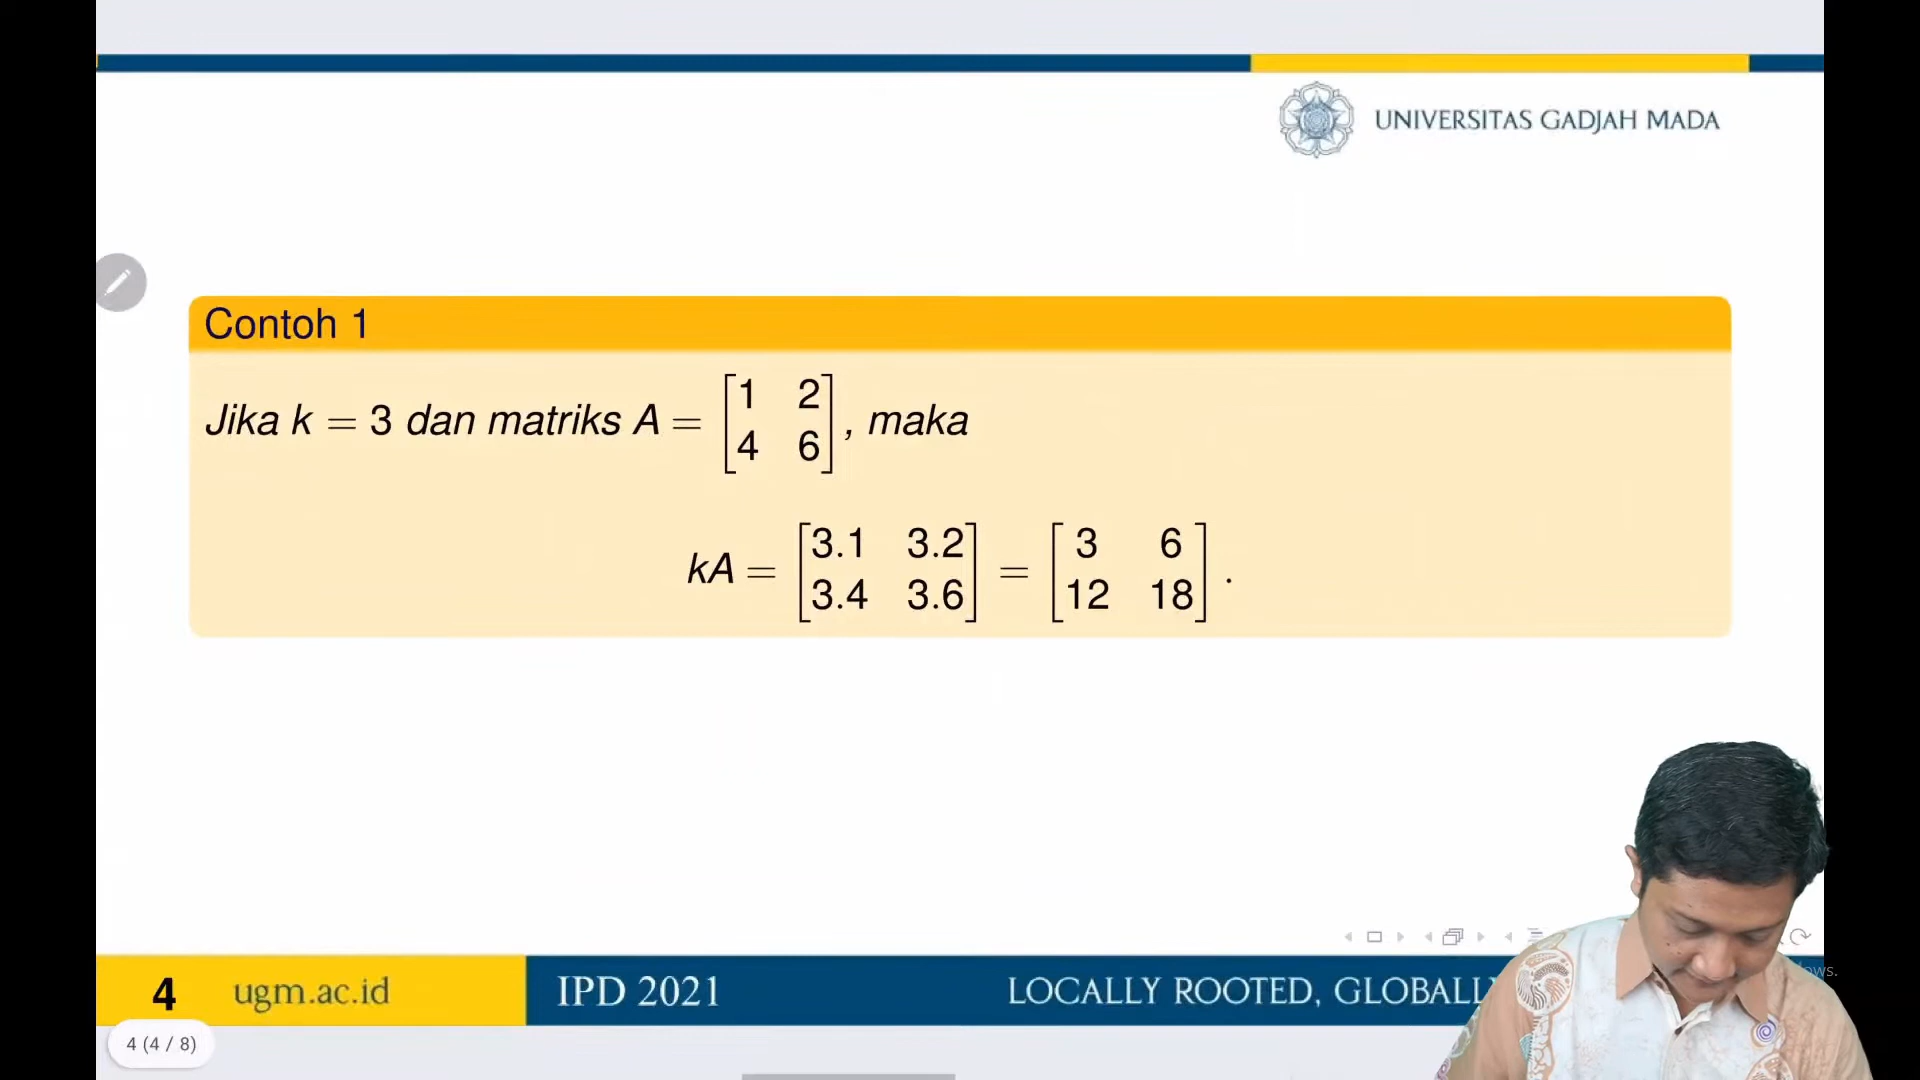 UNIVERSITAS GADJAH MADA
Contoh 1
Jika k = 3 dan matriks A = [1 2; 4 6], maka
kA = [3.1 3.2; 3.4 3.6] = [3 6; 12 18].
4 ugm.ac.id IPD 2021 LOCALLY ROOTED,
4 (4 / 8)